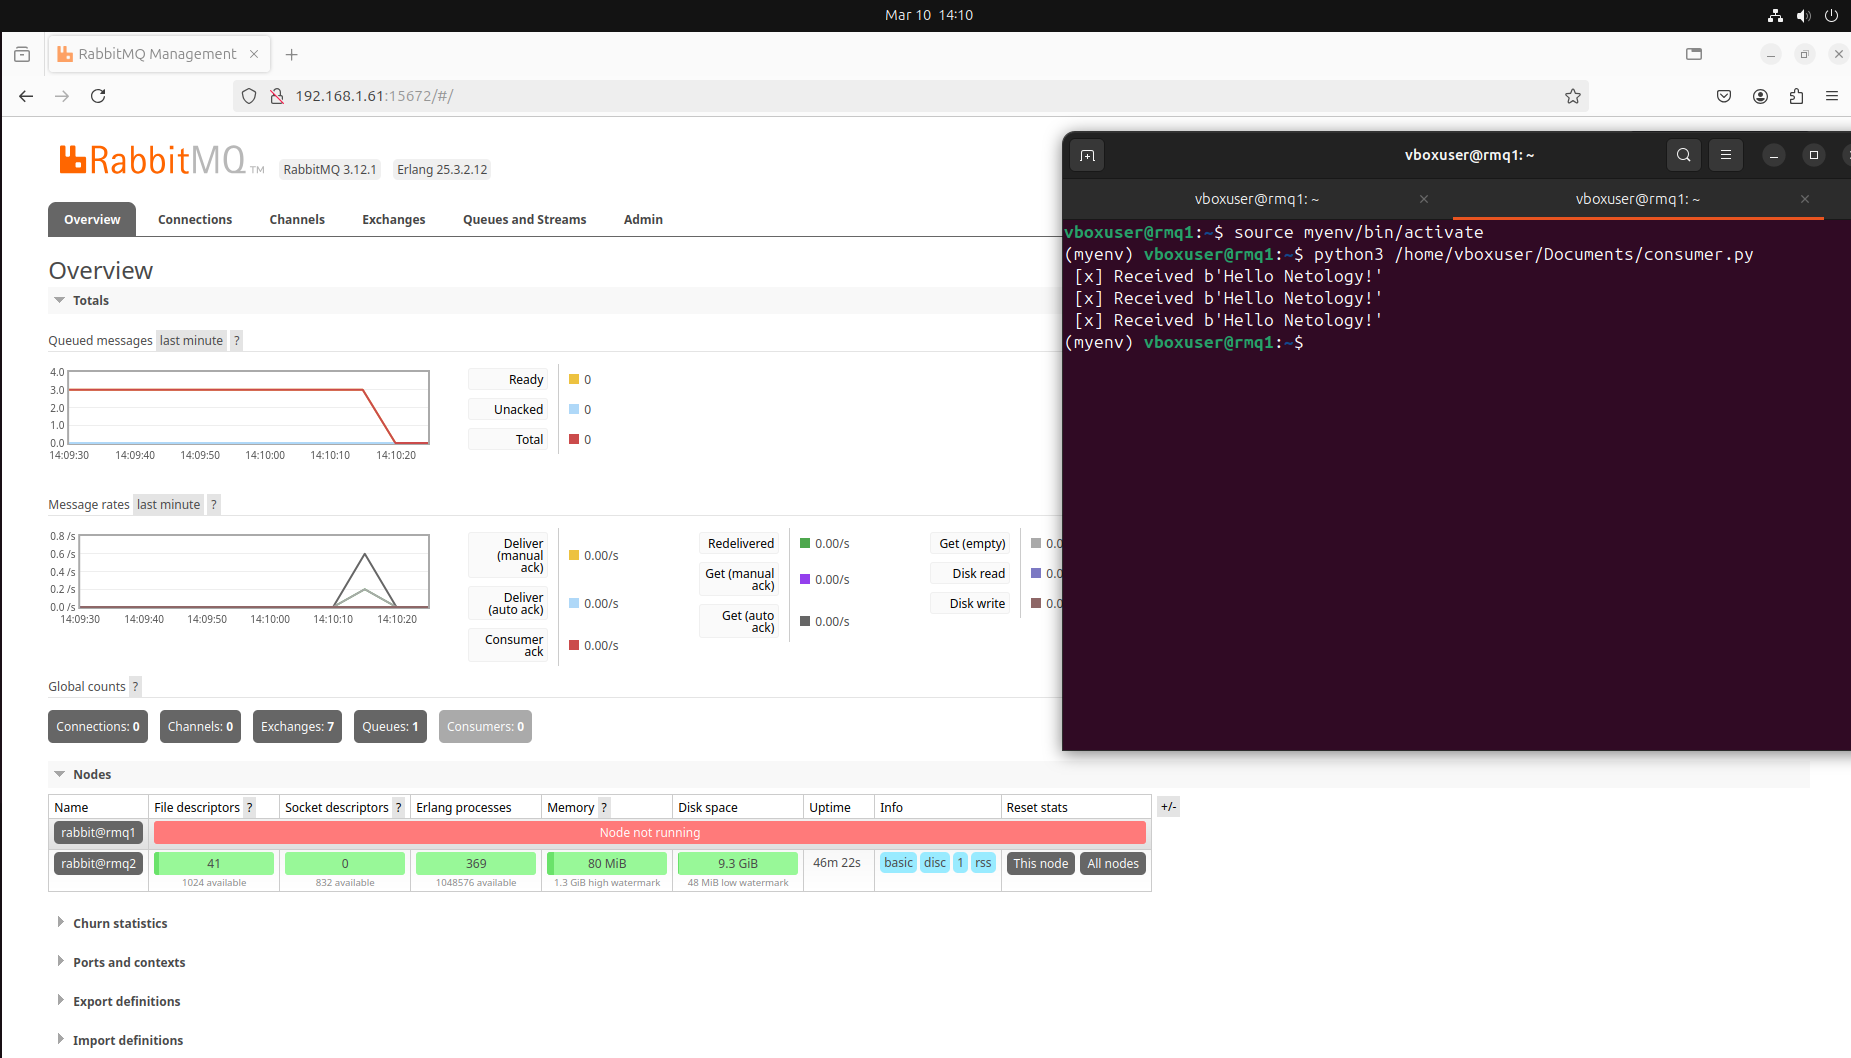 Mar 10 14:10
RabbitMQ Management
192.168.1.61:15672/#/
RabbitMQ TM
RabbitMQ 3.12.1
Erlang 25.3.2.12
Overview
Connections
Channels
Exchanges
Queues and Streams
Admin
Overview
Totals
Queued messages last minute ?
4.0
3.0
2.0
1.0
0.0
14:09:30 14:09:40 14:09:50 14:10:00 14:10:10 14:10:20
Ready 0
Unacked 0
Total 0
Message rates last minute ?
0.8 /s
0.6 /s
0.4 /s
0.2 /s
0.0 /s
14:09:30 14:09:40 14:09:50 14:10:00 14:10:10 14:10:20
Deliver
(manual
ack)
0.00/s
Deliver
(auto ack)
0.00/s
Consumer
ack
0.00/s
Redelivered 0.00/s
Get (manual
ack)
0.00/s
Get (auto
ack)
0.00/s
Get (empty) 0.0
Disk read 0.0
Disk write 0.0
Global counts ?
Connections: 0
Channels: 0
Exchanges: 7
Queues: 1
Consumers: 0
Nodes
Name File descriptors ? Socket descriptors ? Erlang processes Memory ? Disk space Uptime Info Reset stats +/-
rabbit@rmq1 Node not running
rabbit@rmq2 41 0 369 80 MiB 9.3 GiB 46m 22s basic disc 1 rss This node All nodes
1024 available 832 available 1048576 available 1.3 GiB high watermark 48 MiB low watermark
Churn statistics
Ports and contexts
Export definitions
Import definitions
vboxuser@rmq1: ~
vboxuser@rmq1: ~
vboxuser@rmq1: ~
vboxuser@rmq1:~$ source myenv/bin/activate
(myenv) vboxuser@rmq1:~$ python3 /home/vboxuser/Documents/consumer.py
[x] Received b'Hello Netology!'
[x] Received b'Hello Netology!'
[x] Received b'Hello Netology!'
(myenv) vboxuser@rmq1:~$